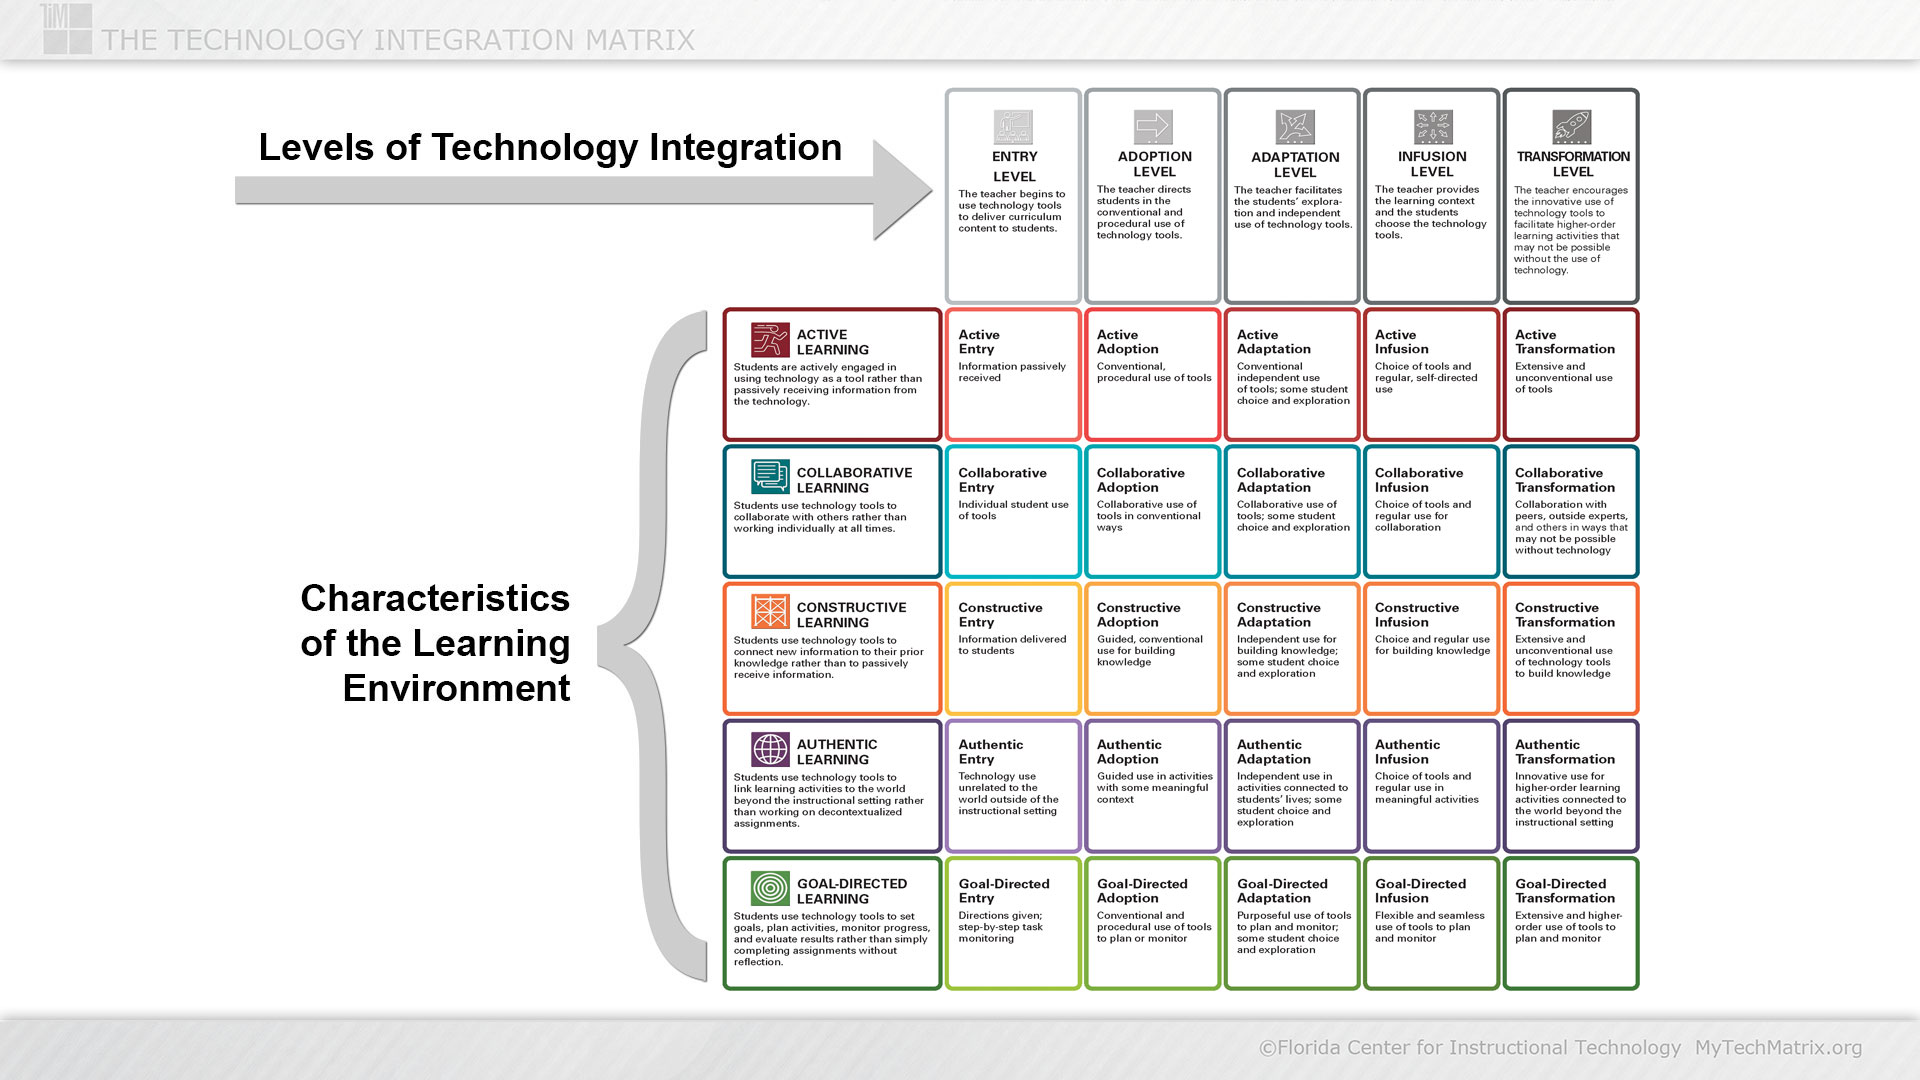 TiM
THE TECHNOLOGY INTEGRATION MATRIX
Levels of Technology Integration
ENTRY
LEVEL
The teacher begins to
use technology tools
to deliver curriculum
content to students.
ADOPTION
LEVEL
The teacher directs
students in the
conventional and
procedural use of
technology tools.
ADAPTATION
LEVEL
The teacher facilitates
the students' explora-
tion and independent
use of technology tools.
INFUSION
LEVEL
The teacher provides
the learning context
and the students
choose the technology
tools.
TRANSFORMATION
LEVEL
The teacher encourages
the innovative use of
technology tools to
facilitate higher-order
learning activities that
may not be possible
without the use of
technology.
Characteristics
of the Learning
Environment
ACTIVE
LEARNING
Students are actively engaged in
using technology as a tool rather than
passively receiving information from
the technology.
Active
Entry
Information passively
received
Active
Adoption
Conventional,
procedural use of tools
Active
Adaptation
Conventional
independent use
of tools; some student
choice and exploration
Active
Infusion
Choice of tools and
regular, self-directed
use
Active
Transformation
Extensive and
unconventional use
of tools
COLLABORATIVE
LEARNING
Students use technology tools to
collaborate with others rather than
working individually at all times.
Collaborative
Entry
Individual student use
of tools
Collaborative
Adoption
Collaborative use of
tools in conventional
ways
Collaborative
Adaptation
Collaborative use of
tools; some student
choice and exploration
Collaborative
Infusion
Choice of tools and
regular use for
collaboration
Collaborative
Transformation
Collaboration with
peers, outside experts,
and others in ways that
may not be possible
without technology
CONSTRUCTIVE
LEARNING
Students use technology tools to
connect new information to their prior
knowledge rather than to passively
receive information.
Constructive
Entry
Information delivered
to students
Constructive
Adoption
Guided, conventional
use for building
knowledge
Constructive
Adaptation
Independent use for
building knowledge;
some student choice
and exploration
Constructive
Infusion
Choice and regular use
for building knowledge
Constructive
Transformation
Extensive and
unconventional use
of technology tools
to build knowledge
AUTHENTIC
LEARNING
Students use technology tools to
link learning activities to the world
beyond the instructional setting rather
than working on decontextualized
assignments.
Authentic
Entry
Technology use
unrelated to the
world outside of the
instructional setting
Authentic
Adoption
Guided use in activities
with some meaningful
context
Authentic
Adaptation
Independent use in
activities connected to
students' lives; some
student choice and
exploration
Authentic
Infusion
Choice of tools and
regular use in
meaningful activities
Authentic
Transformation
Innovative use for
higher-order learning
activities connected to
the world beyond the
instructional setting
GOAL-DIRECTED
LEARNING
Students use technology tools to set
goals, plan activities, monitor progress,
and evaluate results rather than simply
completing assignments without
reflection.
Goal-Directed
Entry
Directions given;
step-by-step task
monitoring
Goal-Directed
Adoption
Conventional and
procedural use of tools
to plan or monitor
Goal-Directed
Adaptation
Purposeful use of tools
to plan and monitor;
some student choice
and exploration
Goal-Directed
Infusion
Flexible and seamless
use of tools to plan
and monitor
Goal-Directed
Transformation
Extensive and higher-
order use of tools to
plan and monitor
©Florida Center for Instructional Technology MyTechMatrix.org